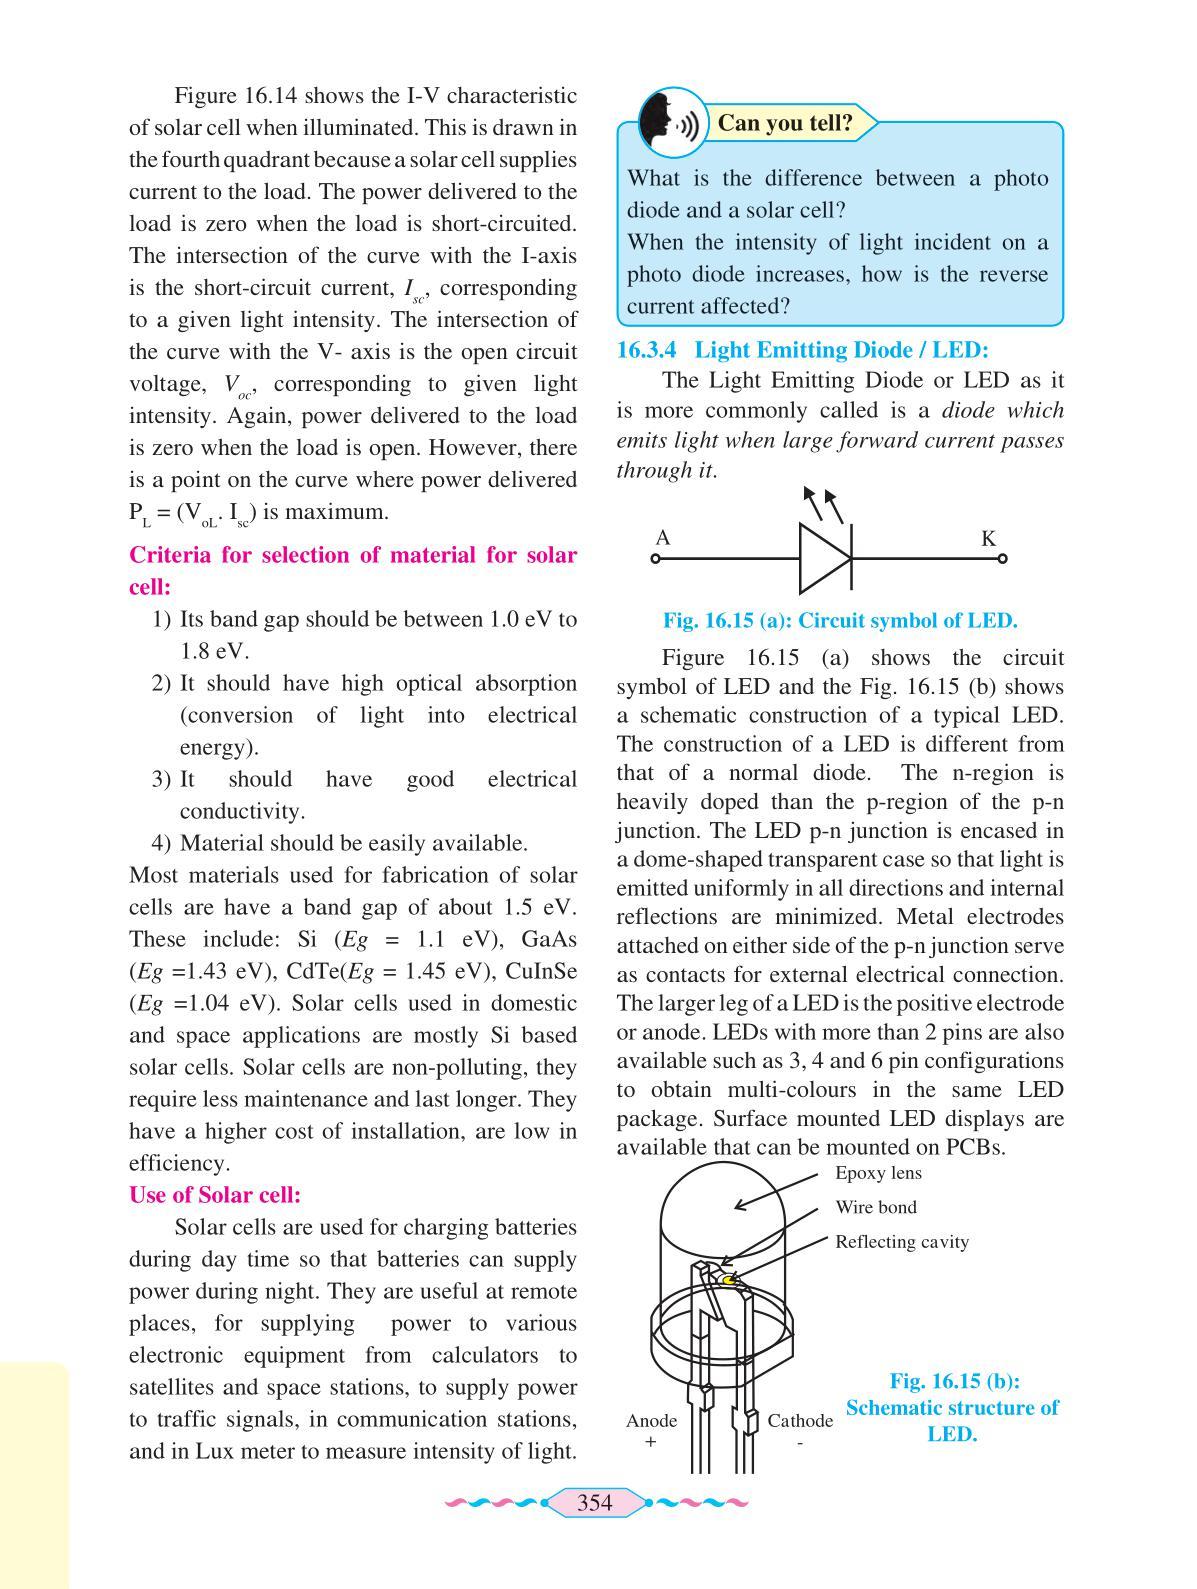 Figure 16.14 shows the I-V characteristic
of solar cell when illuminated. This is drawn in
the fourth quadrant because a solar cell supplies
current to the load. The power delivered to the
load is zero when the load is short-circuited.
The intersection of the curve with the I-axis
is the short-circuit current, Isc, corresponding
to a given light intensity. The intersection of
the curve with the V- axis is the open circuit
voltage, Voc, corresponding to given light
intensity. Again, power delivered to the load
is zero when the load is open. However, there
is a point on the curve where power delivered
PL = (VoL. Isc) is maximum.
Criteria for selection of material for solar
cell:
1) Its band gap should be between 1.0 eV to
1.8 eV.
2) It should have high optical absorption
(conversion of light into electrical
energy).
3) It should have good electrical
conductivity.
4) Material should be easily available.
Most materials used for fabrication of solar
cells are have a band gap of about 1.5 eV.
These include: Si (Eg = 1.1 eV), GaAs
(Eg =1.43 eV), CdTe(Eg = 1.45 eV), CuInSe
(Eg =1.04 eV). Solar cells used in domestic
and space applications are mostly Si based
solar cells. Solar cells are non-polluting, they
require less maintenance and last longer. They
have a higher cost of installation, are low in
efficiency.
Use of Solar cell:
Solar cells are used for charging batteries
during day time so that batteries can supply
power during night. They are useful at remote
places, for supplying power to various
electronic equipment from calculators to
satellites and space stations, to supply power
to traffic signals, in communication stations,
and in Lux meter to measure intensity of light.
Can you tell?
What is the difference between a photo
diode and a solar cell?
When the intensity of light incident on a
photo diode increases, how is the reverse
current affected?
16.3.4 Light Emitting Diode / LED:
The Light Emitting Diode or LED as it
is more commonly called is a diode which
emits light when large forward current passes
through it.
A K
Fig. 16.15 (a): Circuit symbol of LED.
Figure 16.15 (a) shows the circuit
symbol of LED and the Fig. 16.15 (b) shows
a schematic construction of a typical LED.
The construction of a LED is different from
that of a normal diode. The n-region is
heavily doped than the p-region of the p-n
junction. The LED p-n junction is encased in
a dome-shaped transparent case so that light is
emitted uniformly in all directions and internal
reflections are minimized. Metal electrodes
attached on either side of the p-n junction serve
as contacts for external electrical connection.
The larger leg of a LED is the positive electrode
or anode. LEDs with more than 2 pins are also
available such as 3, 4 and 6 pin configurations
to obtain multi-colours in the same LED
package. Surface mounted LED displays are
available that can be mounted on PCBs.
Epoxy lens
Wire bond
Reflecting cavity
Anode
+
Cathode
-
Fig. 16.15 (b):
Schematic structure of
LED.
354